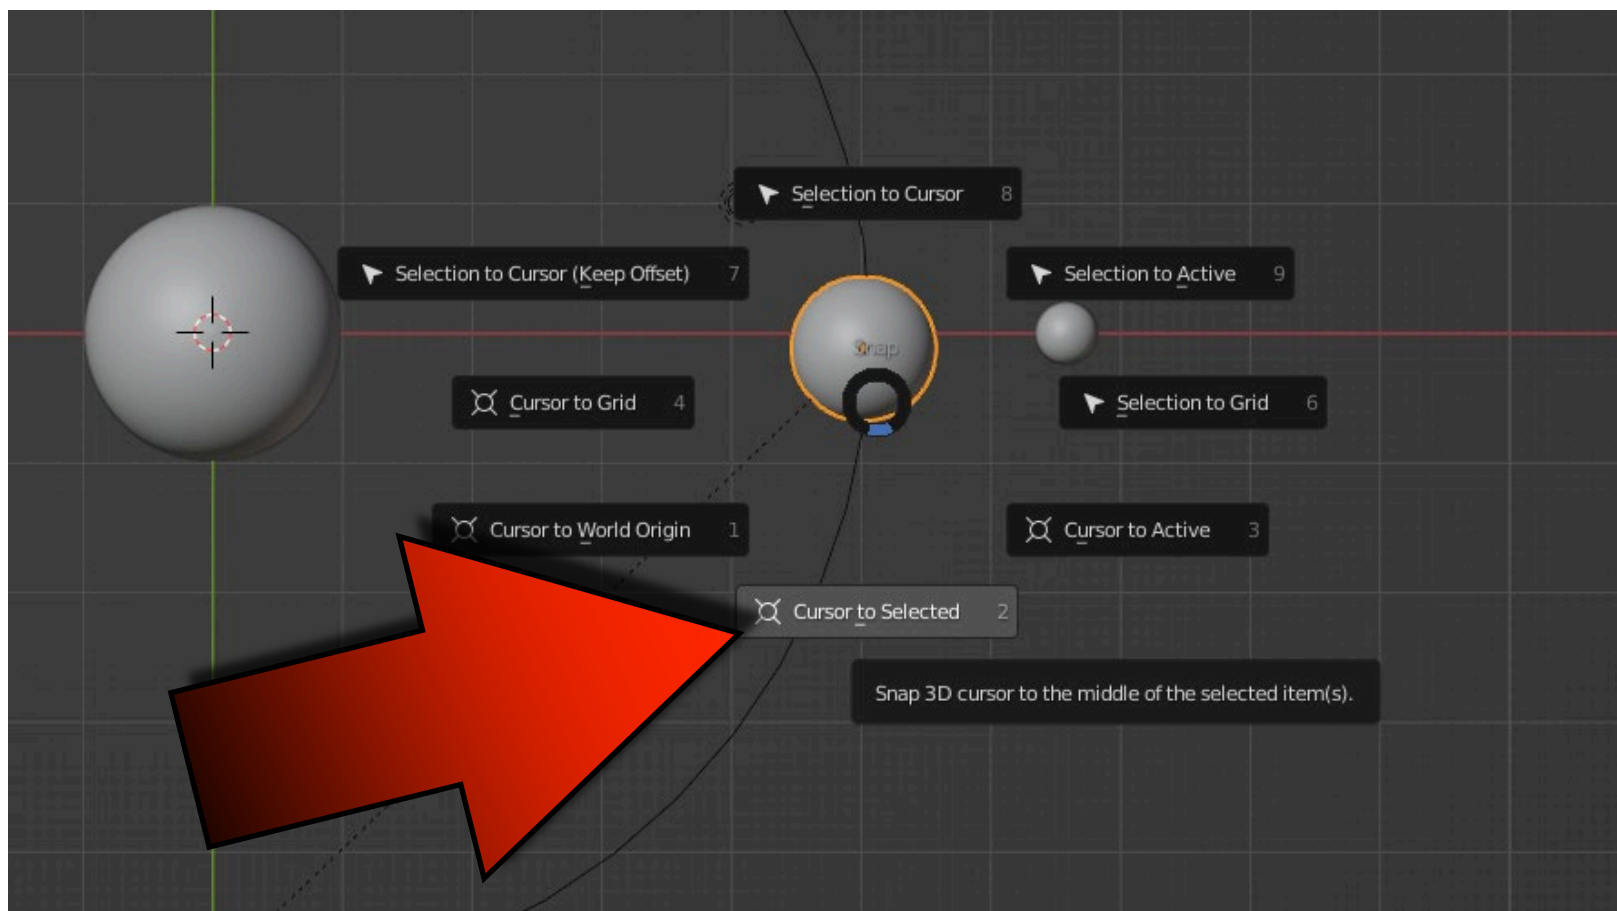 Selection to Cursor 8
Selection to Cursor (Keep Offset) 7
Selection to Active 9
Snap
Cursor to Grid 4
Selection to Grid 6
Cursor to World Origin 1
Cursor to Active 3
Cursor to Selected 2
Snap 3D cursor to the middle of the selected item(s).